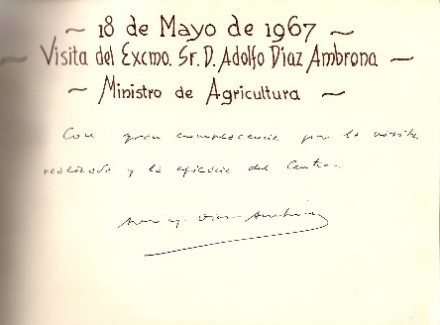 ~ 18 de Mayo de 1967 ~
~ Visita del Excmo. Sr. D. Adolfo Diaz Ambrona ~
~ Ministro de Agricultura ~
Con gran complacencia por la visita
realizada y la eficacia del Centro.